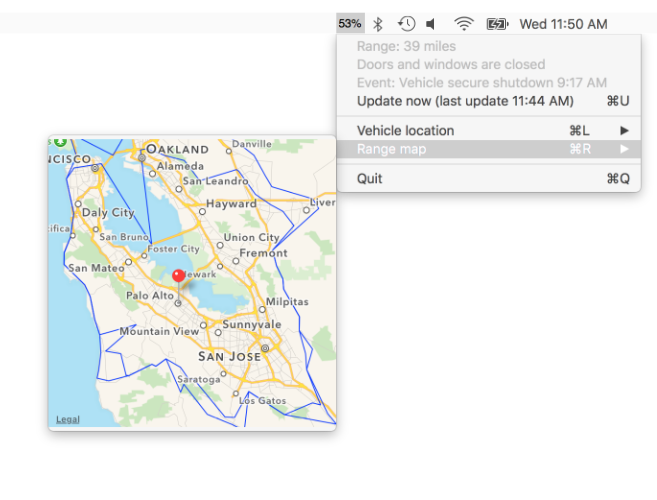 53% Wed 11:50 AM
Range: 39 miles
Doors and windows are closed
Event: Vehicle secure shutdown 9:17 AM
Update now (last update 11:44 AM) ⌘U
Vehicle location ⌘L ▶
Range map ⌘R ▶
Quit ⌘Q
NCISCO
OAKLAND
Danville
Alameda
San Leandro
Daly City
Hayward
Liver
ifica
San Bruno
Union City
Foster City
Fremont
San Mateo
ewark
Palo Alto
Milpitas
Mountain View
Sunnyvale
SAN JOSE
Saratoga
Los Gatos
Legal